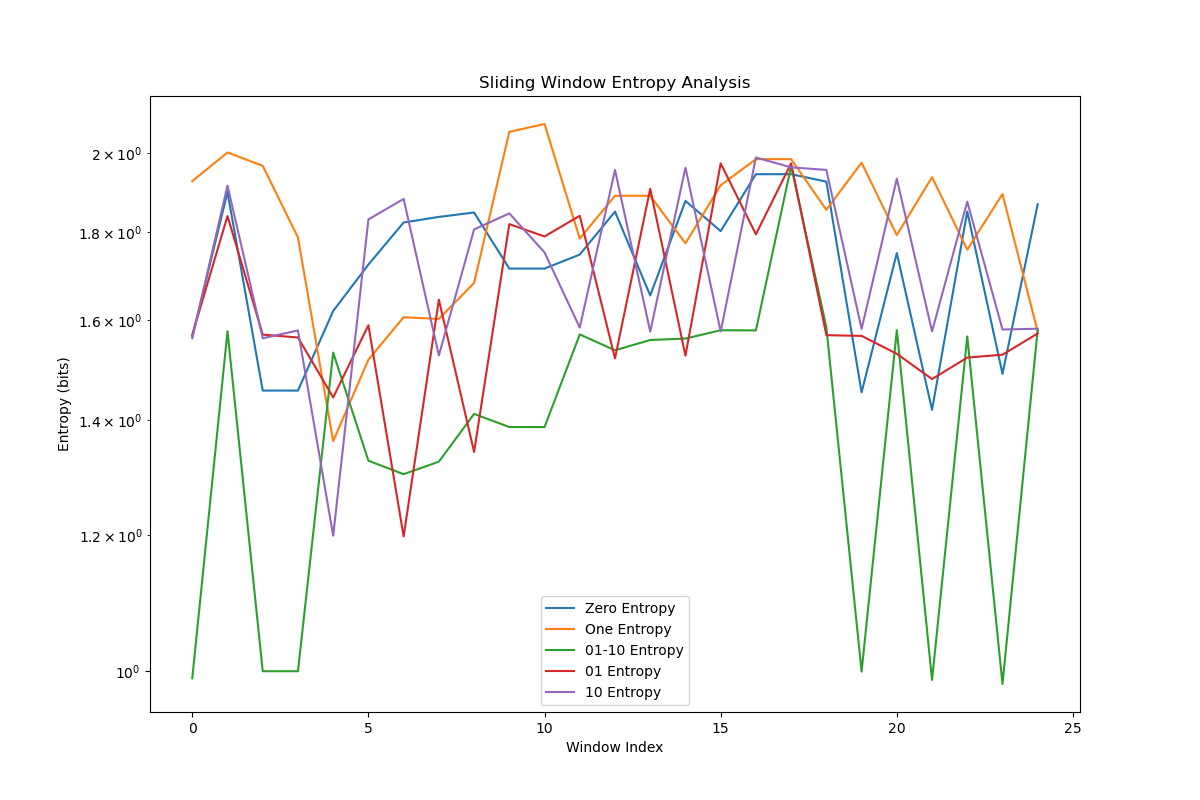 Sliding Window Entropy Analysis
Entropy (bits)
2 × 10⁰
1.8 × 10⁰
1.6 × 10⁰
1.4 × 10⁰
1.2 × 10⁰
10⁰
Zero Entropy
One Entropy
01-10 Entropy
01 Entropy
10 Entropy
0 5 10 15 20 25
Window Index